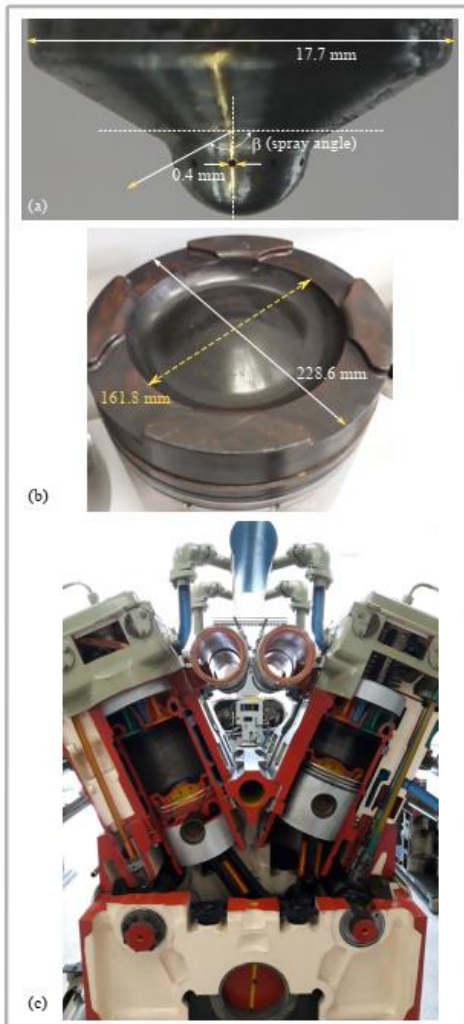 17.7 mm
β (spray angle)
0.4 mm
(a)
228.6 mm
161.8 mm
(b)
(c)